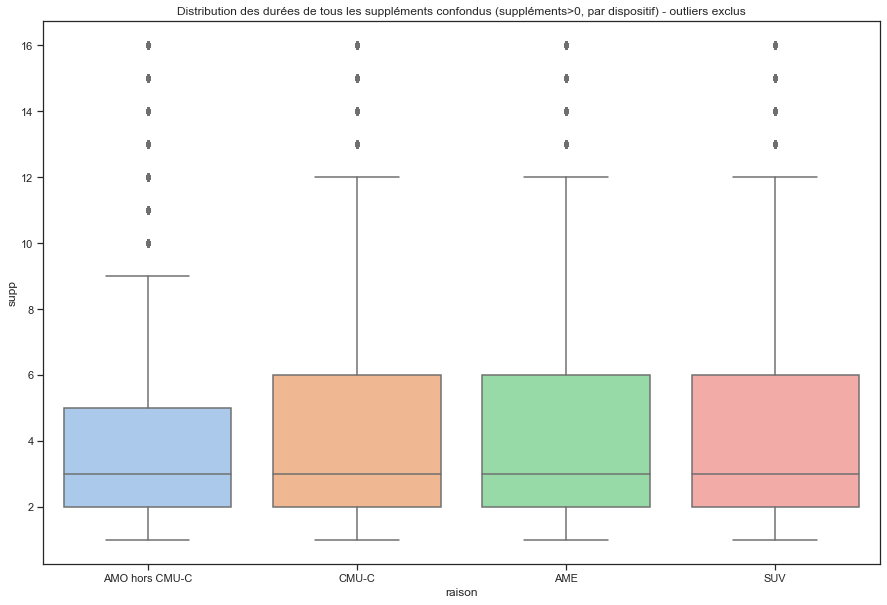 Distribution des durées de tous les suppléments confondus (suppléments>0, par dispositif) - outliers exclus
16
14
12
10
8
6
4
2
supp
AMO hors CMU-C
CMU-C
AME
SUV
raison